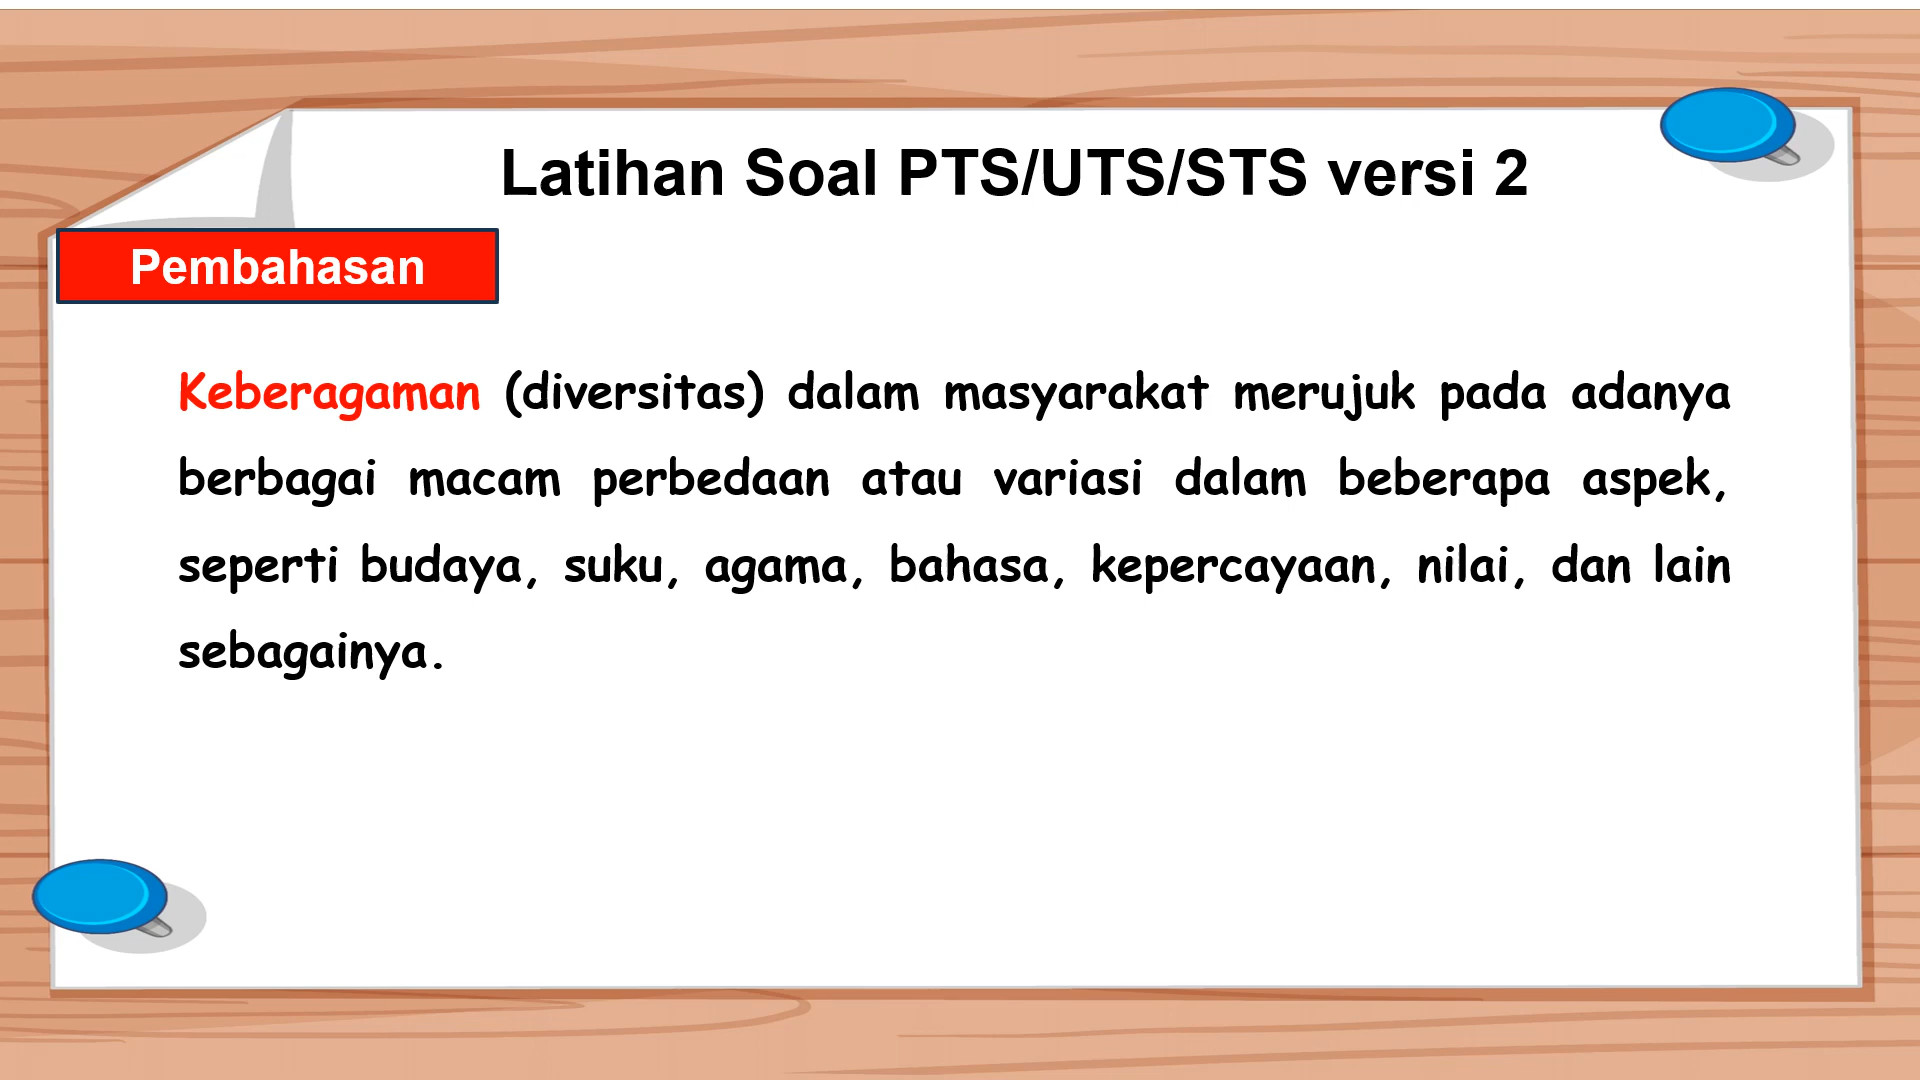 Latihan Soal PTS/UTS/STS versi 2
Pembahasan
Keberagaman (diversitas) dalam masyarakat merujuk pada adanya
berbagai macam perbedaan atau variasi dalam beberapa aspek,
seperti budaya, suku, agama, bahasa, kepercayaan, nilai, dan lain
sebagainya.